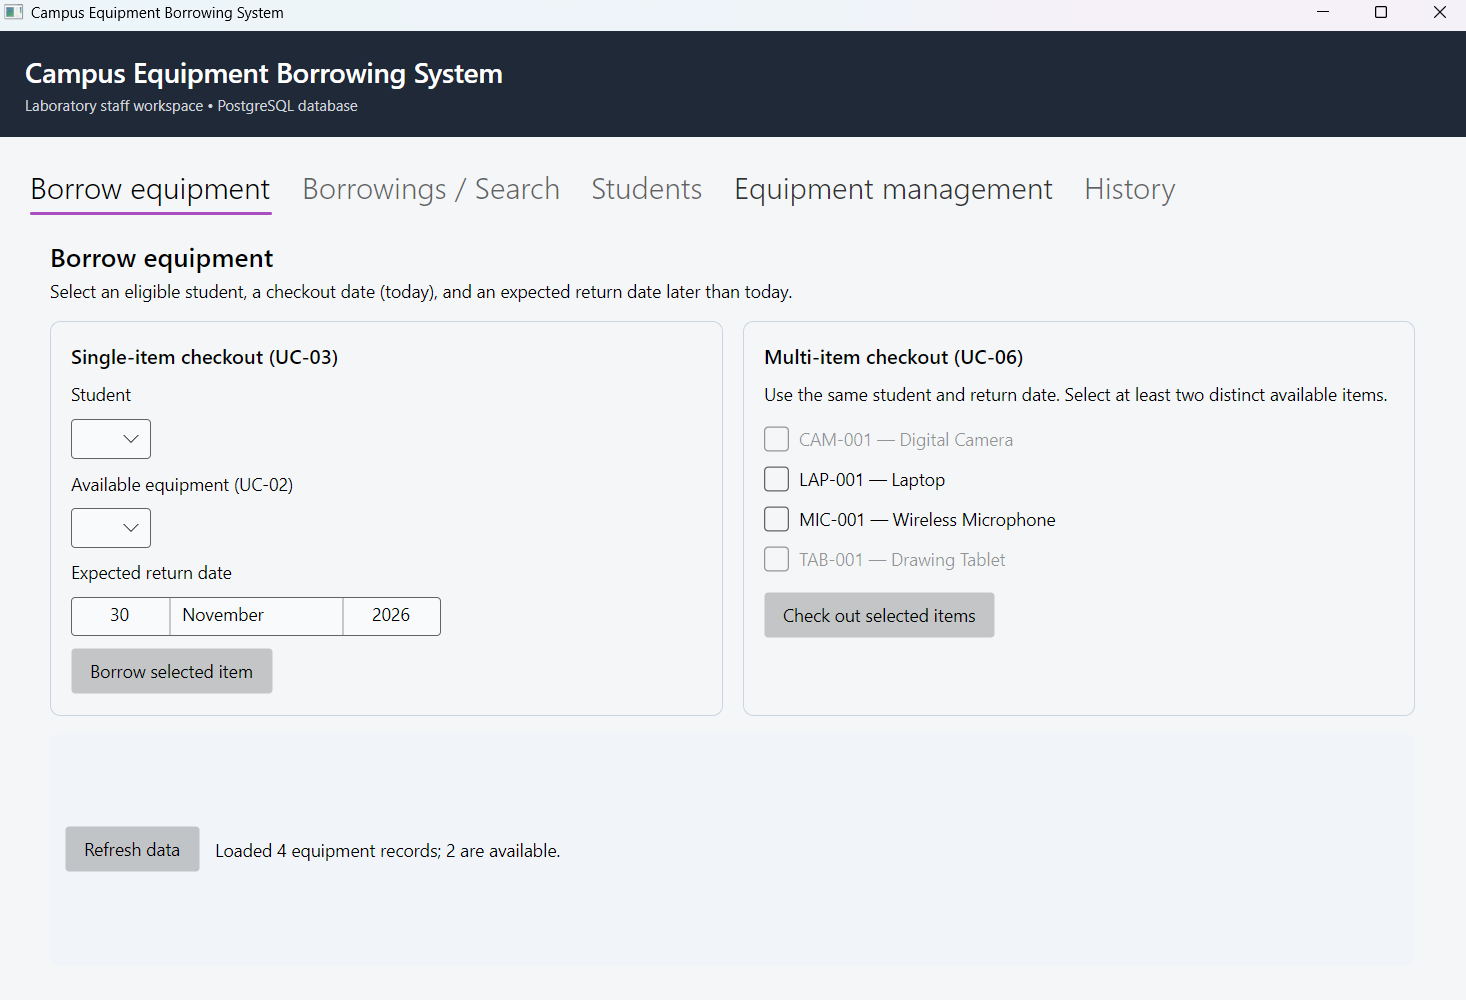 Campus Equipment Borrowing System
Campus Equipment Borrowing System
Laboratory staff workspace • PostgreSQL database
Borrow equipment
Borrowings / Search
Students
Equipment management
History
Borrow equipment
Select an eligible student, a checkout date (today), and an expected return date later than today.
Single-item checkout (UC-03)
Student
Available equipment (UC-02)
Expected return date
30 November 2026
Borrow selected item
Multi-item checkout (UC-06)
Use the same student and return date. Select at least two distinct available items.
CAM-001 — Digital Camera
LAP-001 — Laptop
MIC-001 — Wireless Microphone
TAB-001 — Drawing Tablet
Check out selected items
Refresh data
Loaded 4 equipment records; 2 are available.